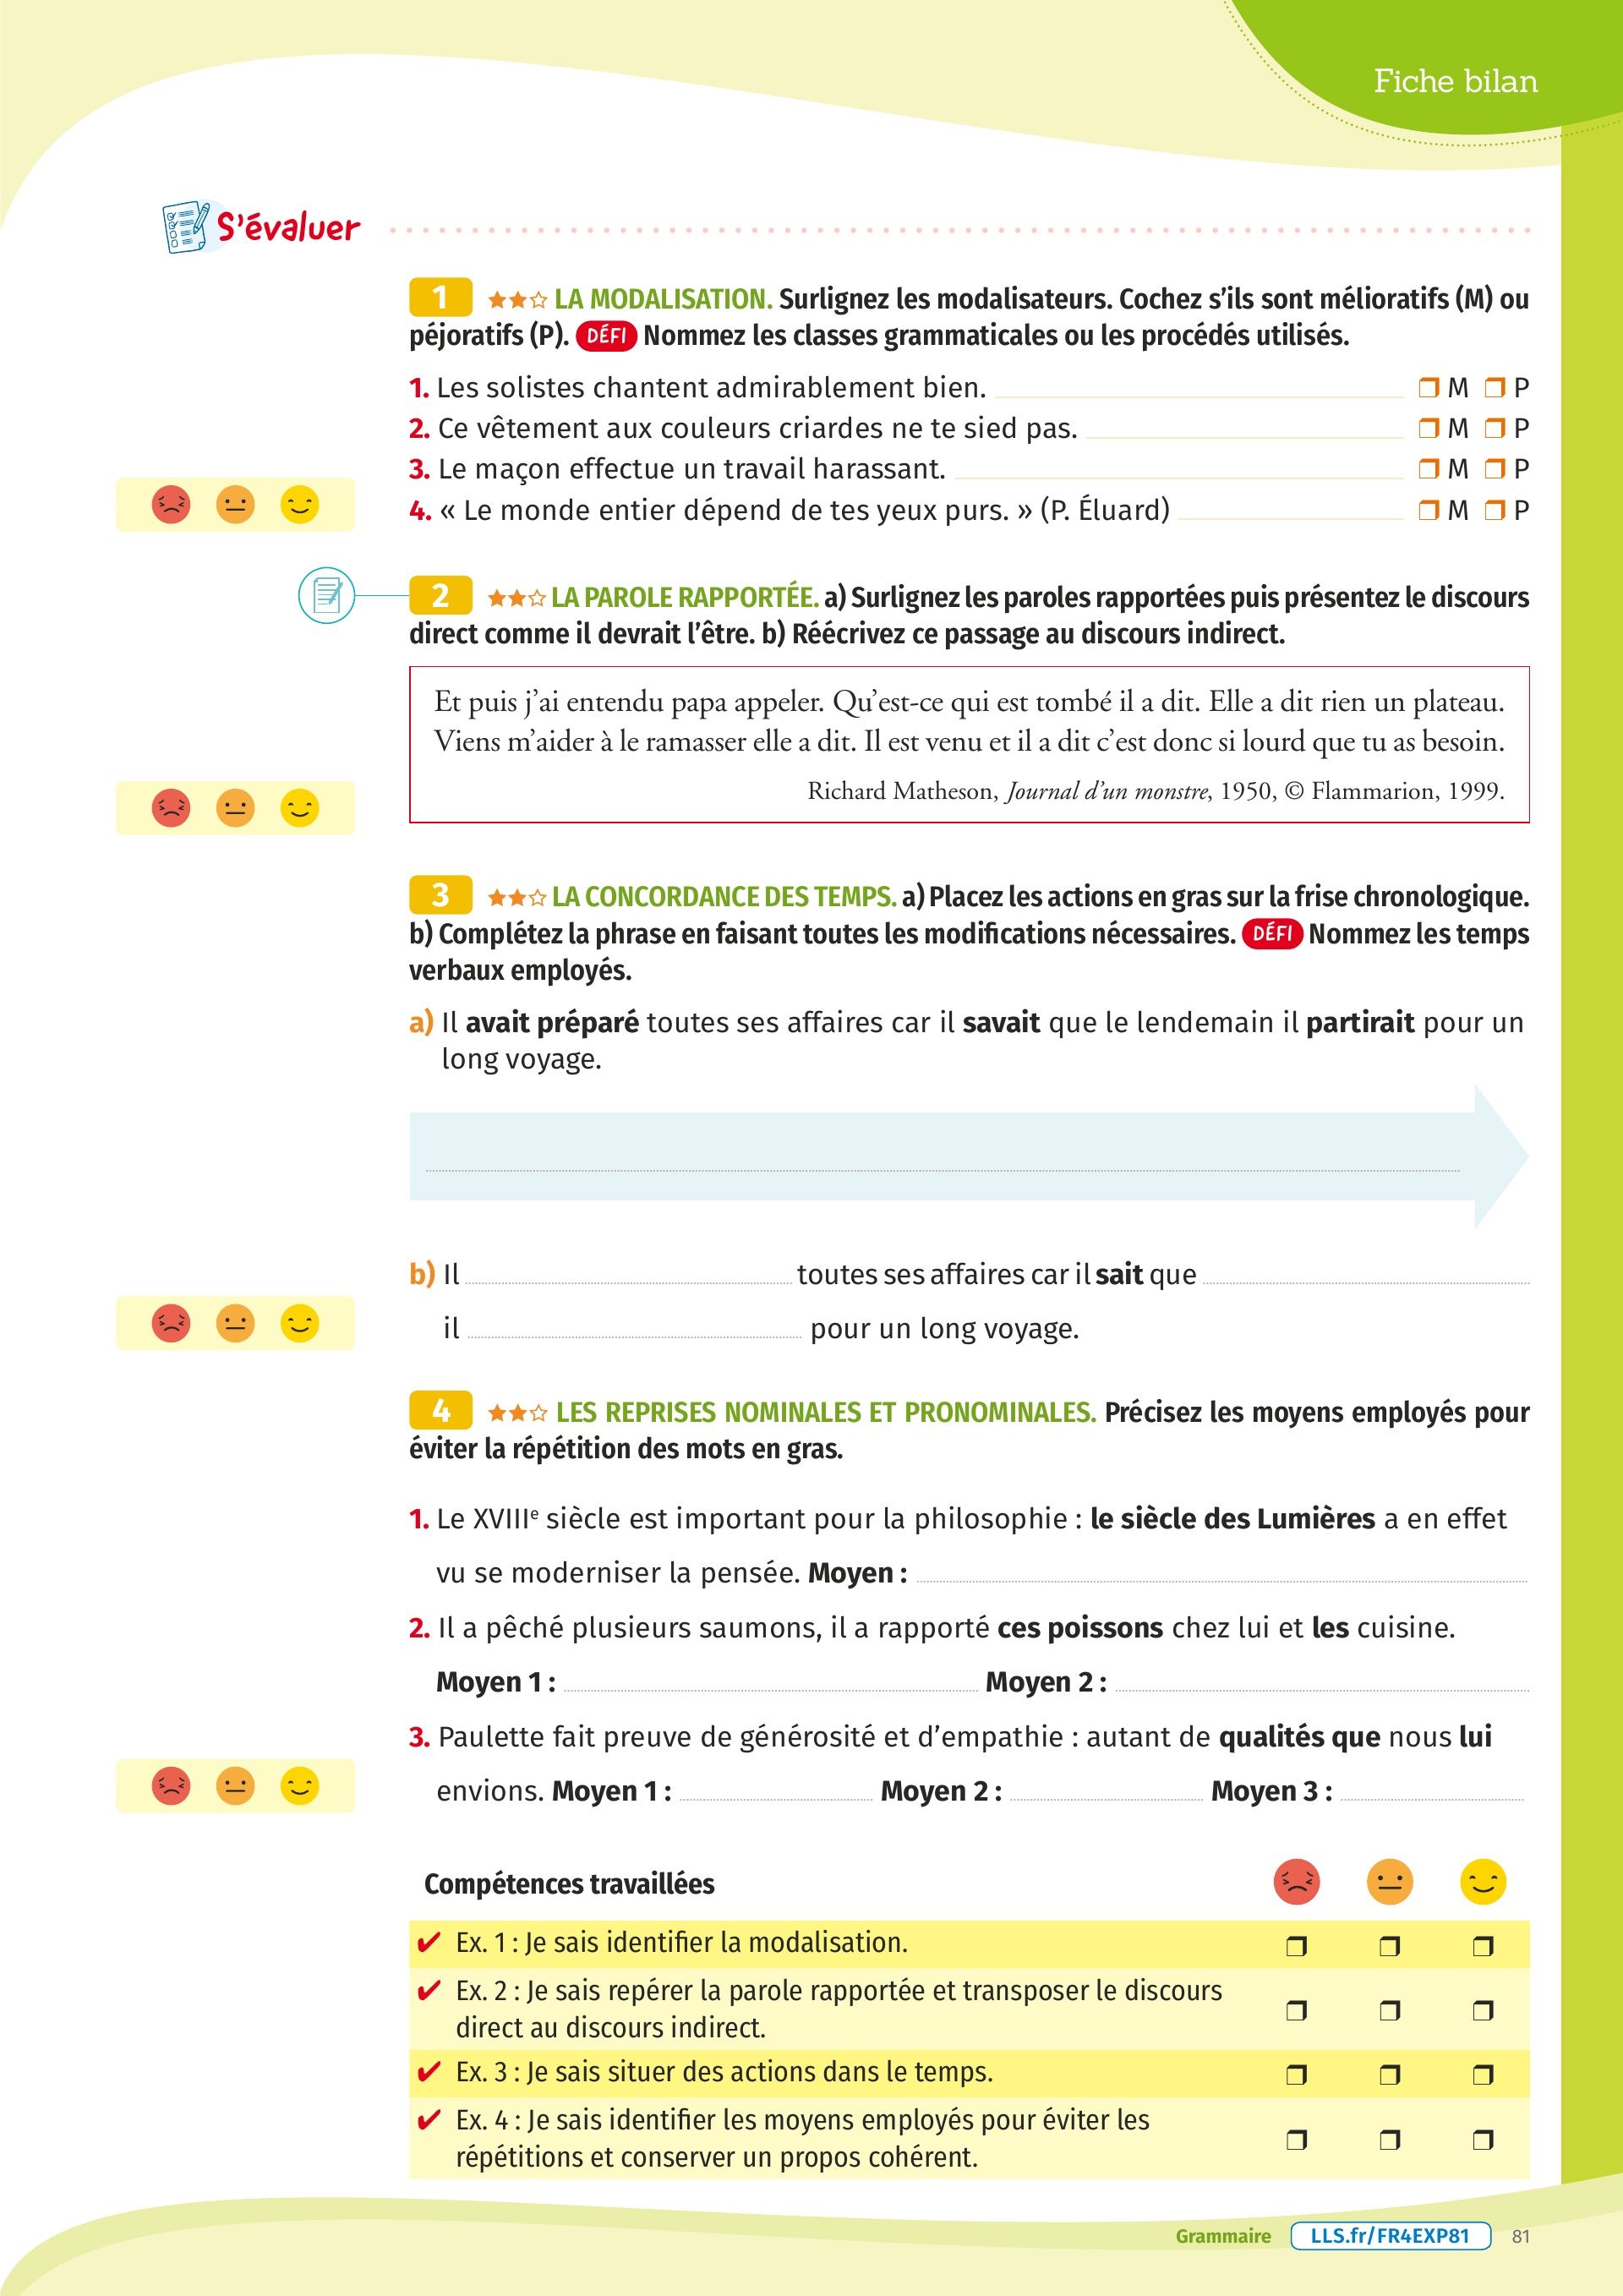 Fiche bilan
S'évaluer
1 LA MODALISATION. Surlignez les modalisateurs. Cochez s'ils sont mélioratifs (M) ou
péjoratifs (P). DÉFI Nommez les classes grammaticales ou les procédés utilisés.
1. Les solistes chantent admirablement bien. M P
2. Ce vêtement aux couleurs criardes ne te sied pas. M P
3. Le maçon effectue un travail harassant. M P
4. « Le monde entier dépend de tes yeux purs. » (P. Éluard) M P
2 LA PAROLE RAPPORTÉE. a) Surlignez les paroles rapportées puis présentez le discours
direct comme il devrait l'être. b) Réécrivez ce passage au discours indirect.
Et puis j'ai entendu papa appeler. Qu'est-ce qui est tombé il a dit. Elle a dit rien un plateau.
Viens m'aider à le ramasser elle a dit. Il est venu et il a dit c'est donc si lourd que tu as besoin.
Richard Matheson, Journal d'un monstre, 1950, © Flammarion, 1999.
3 LA CONCORDANCE DES TEMPS. a) Placez les actions en gras sur la frise chronologique.
b) Complétez la phrase en faisant toutes les modifications nécessaires. DÉFI Nommez les temps
verbaux employés.
a) Il avait préparé toutes ses affaires car il savait que le lendemain il partirait pour un
long voyage.
b) Il toutes ses affaires car il sait que
il pour un long voyage.
4 LES REPRISES NOMINALES ET PRONOMINALES. Précisez les moyens employés pour
éviter la répétition des mots en gras.
1. Le XVIIIe siècle est important pour la philosophie : le siècle des Lumières a en effet
vu se moderniser la pensée. Moyen :
2. Il a pêché plusieurs saumons, il a rapporté ces poissons chez lui et les cuisine.
Moyen 1 : Moyen 2 :
3. Paulette fait preuve de générosité et d'empathie : autant de qualités que nous lui
envions. Moyen 1 : Moyen 2 : Moyen 3 :
Compétences travaillées
✔ Ex. 1 : Je sais identifier la modalisation.
✔ Ex. 2 : Je sais repérer la parole rapportée et transposer le discours
direct au discours indirect.
✔ Ex. 3 : Je sais situer des actions dans le temps.
✔ Ex. 4 : Je sais identifier les moyens employés pour éviter les
répétitions et conserver un propos cohérent.
Grammaire LLS.fr/FR4EXP81 81